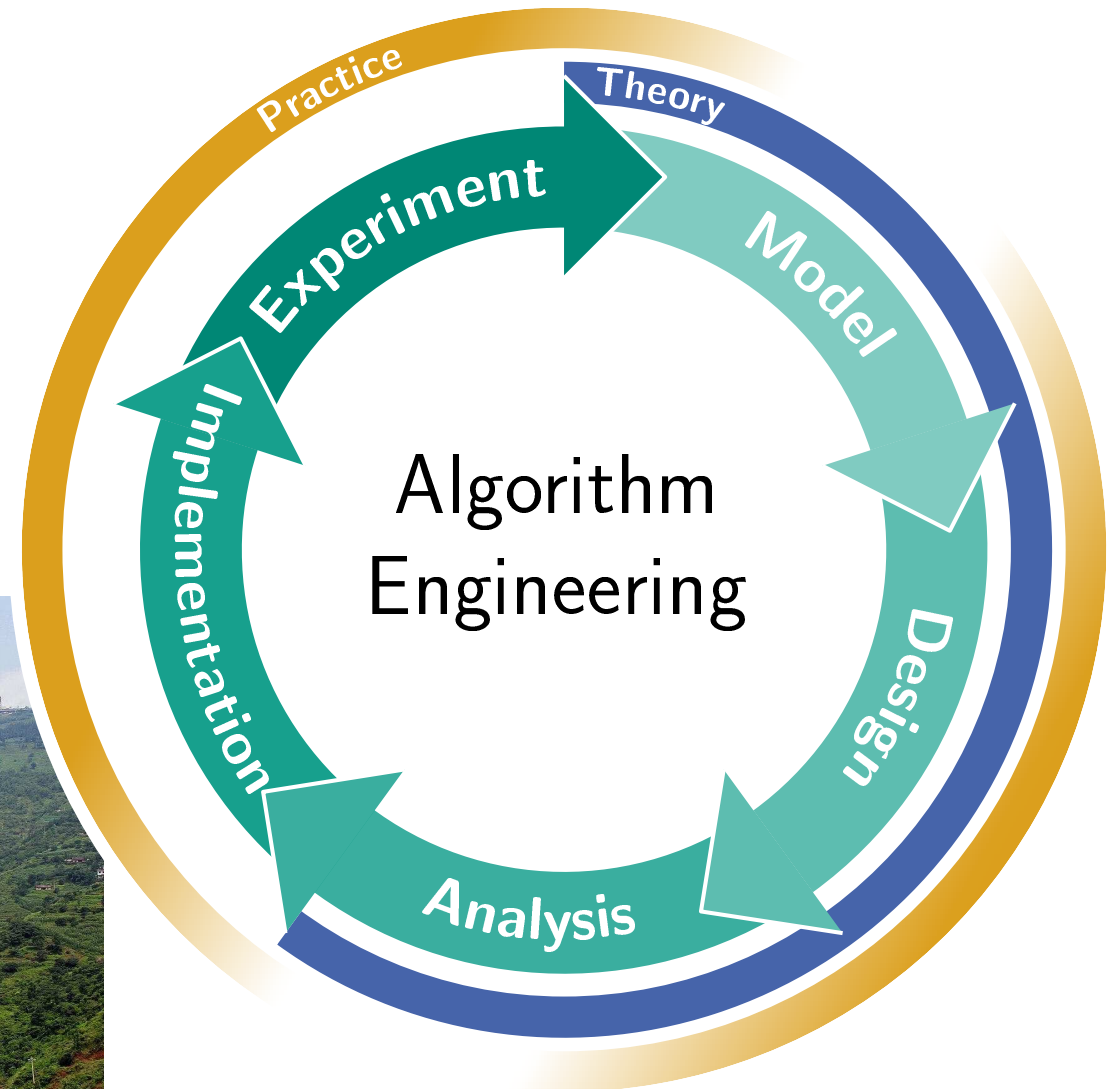 Practice
Theory
Experiment
Model
Algorithm
Engineering
Implementation
Design
Analysis